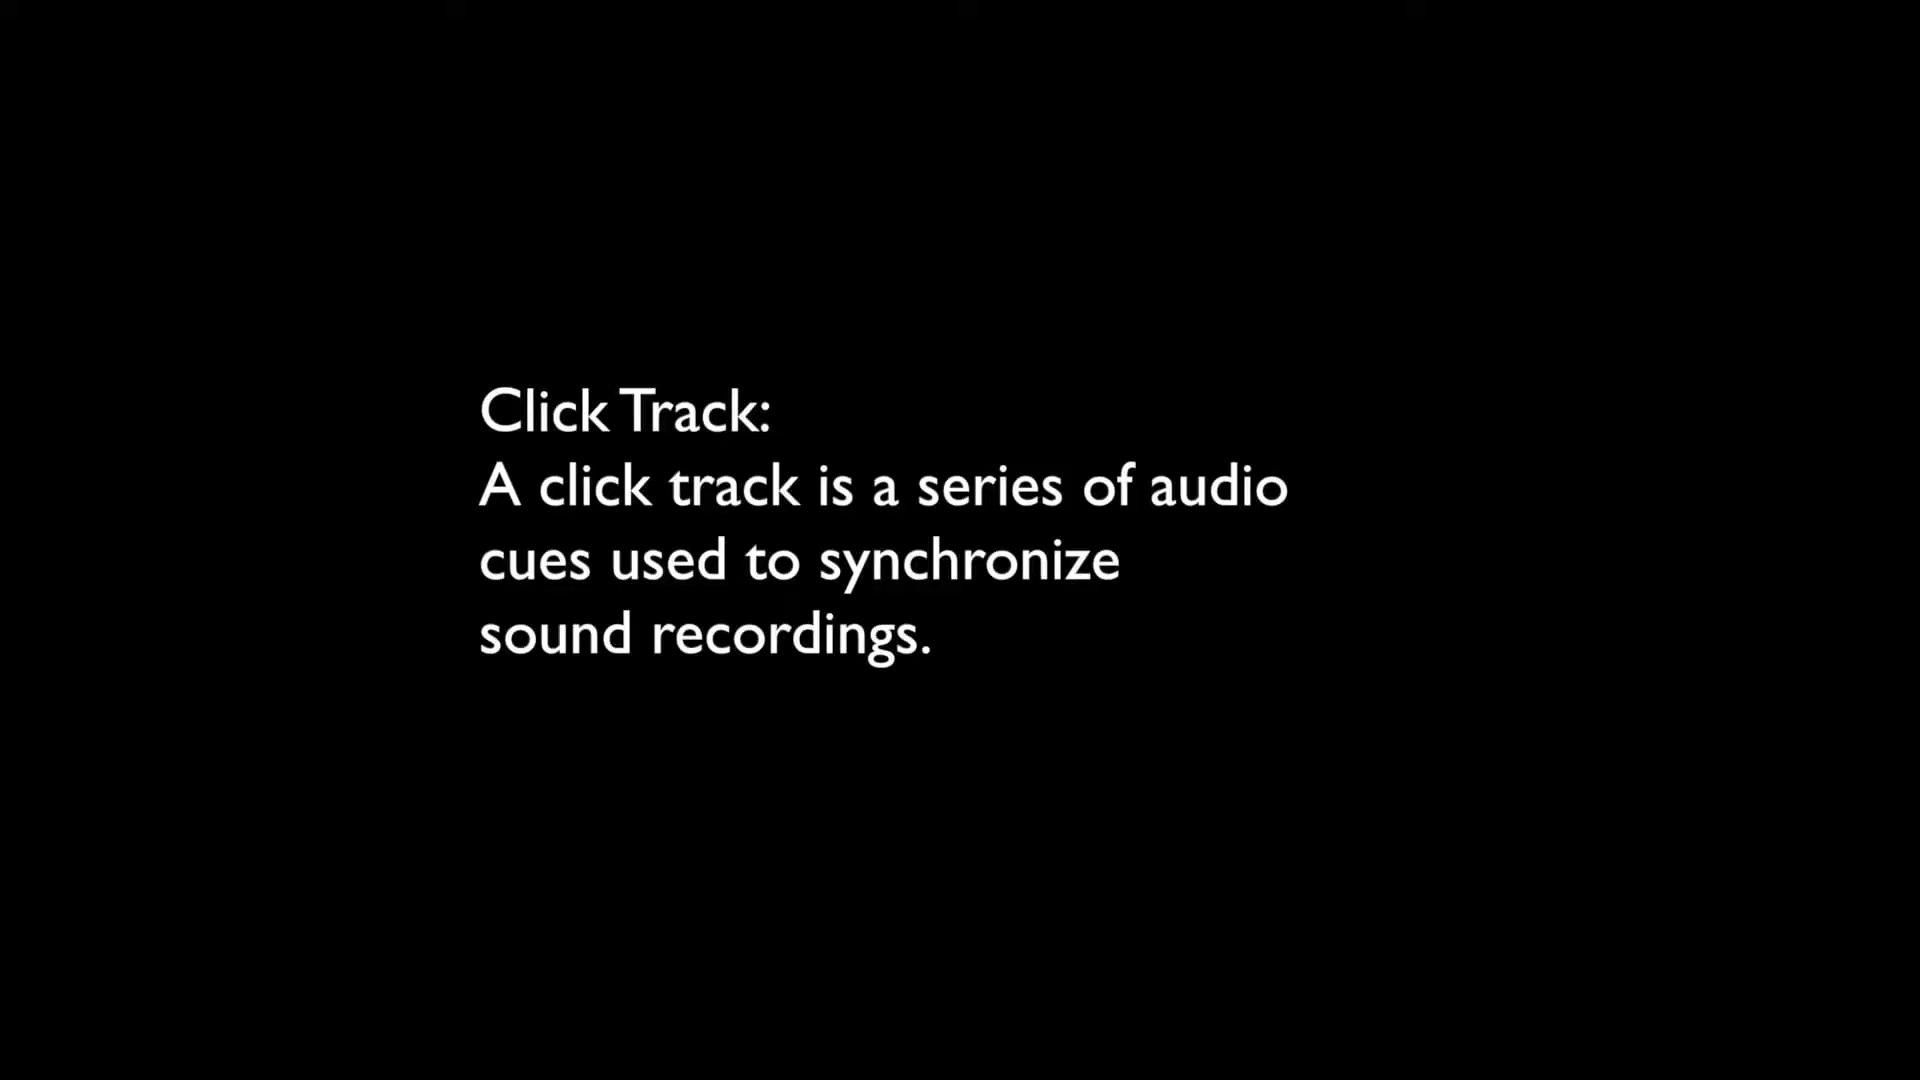 Click Track:
A click track is a series of audio
cues used to synchronize
sound recordings.